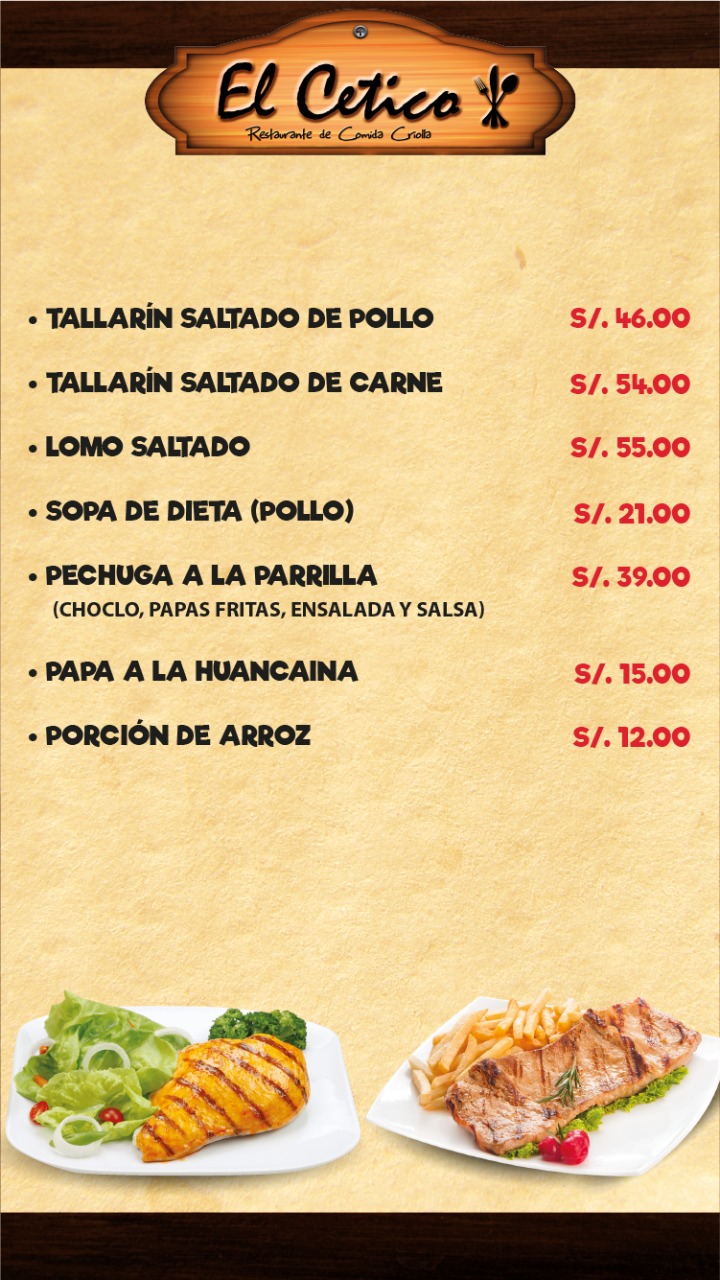 El Cetico
Restaurante de Comida Criolla
• TALLARÍN SALTADO DE POLLO S/. 46.00
• TALLARÍN SALTADO DE CARNE S/. 54.00
• LOMO SALTADO S/. 55.00
• SOPA DE DIETA (POLLO) S/. 21.00
• PECHUGA A LA PARRILLA S/. 39.00
(CHOCLO, PAPAS FRITAS, ENSALADA Y SALSA)
• PAPA A LA HUANCAINA S/. 15.00
• PORCIÓN DE ARROZ S/. 12.00